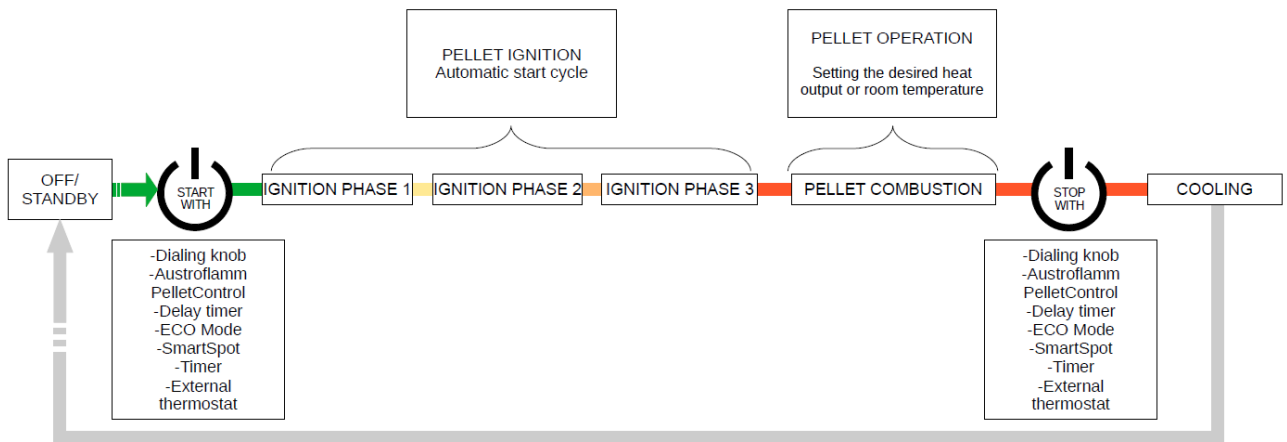 PELLET IGNITION
Automatic start cycle
PELLET OPERATION
Setting the desired heat
output or room temperature
OFF/
STANDBY
START
WITH
IGNITION PHASE 1
IGNITION PHASE 2
IGNITION PHASE 3
PELLET COMBUSTION
STOP
WITH
COOLING
-Dialing knob
-Austroflamm
PelletControl
-Delay timer
-ECO Mode
-SmartSpot
-Timer
-External
thermostat
-Dialing knob
-Austroflamm
PelletControl
-Delay timer
-ECO Mode
-SmartSpot
-Timer
-External
thermostat